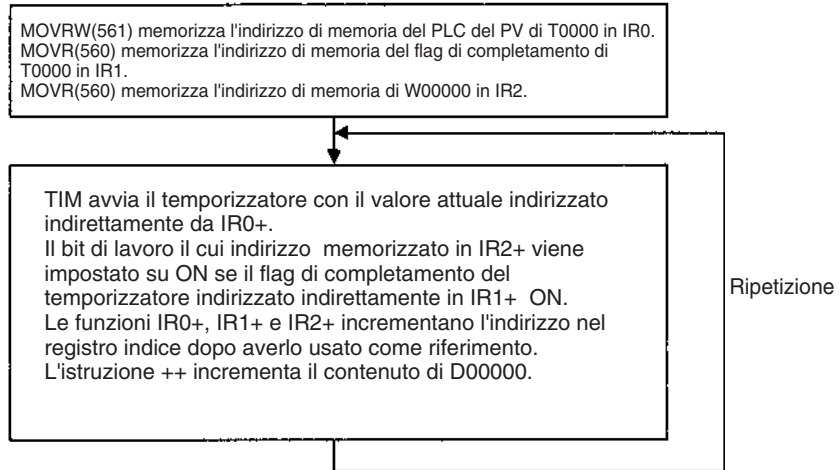 MOVRW(561) memorizza l'indirizzo di memoria del PLC del PV di T0000 in IR0.
MOVR(560) memorizza l'indirizzo di memoria del flag di completamento di
T0000 in IR1.
MOVR(560) memorizza l'indirizzo di memoria di W00000 in IR2.
TIM avvia il temporizzatore con il valore attuale indirizzato
indirettamente da IR0+.
Il bit di lavoro il cui indirizzo memorizzato in IR2+ viene
impostato su ON se il flag di completamento del
temporizzatore indirizzato indirettamente in IR1+ ON.
Le funzioni IR0+, IR1+ e IR2+ incrementano l'indirizzo nel
registro indice dopo averlo usato come riferimento.
L'istruzione ++ incrementa il contenuto di D00000.
Ripetizione